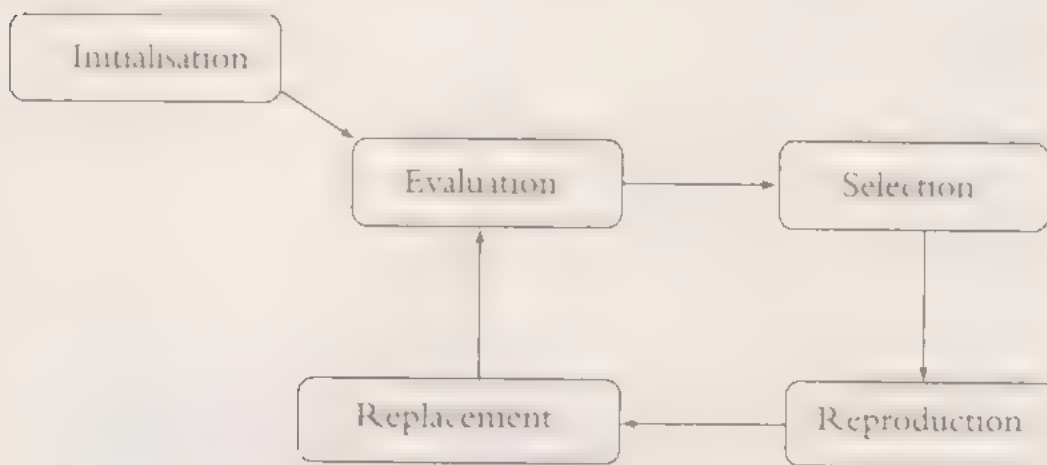 Initialisation
Evaluation
Selection
Replacement
Reproduction